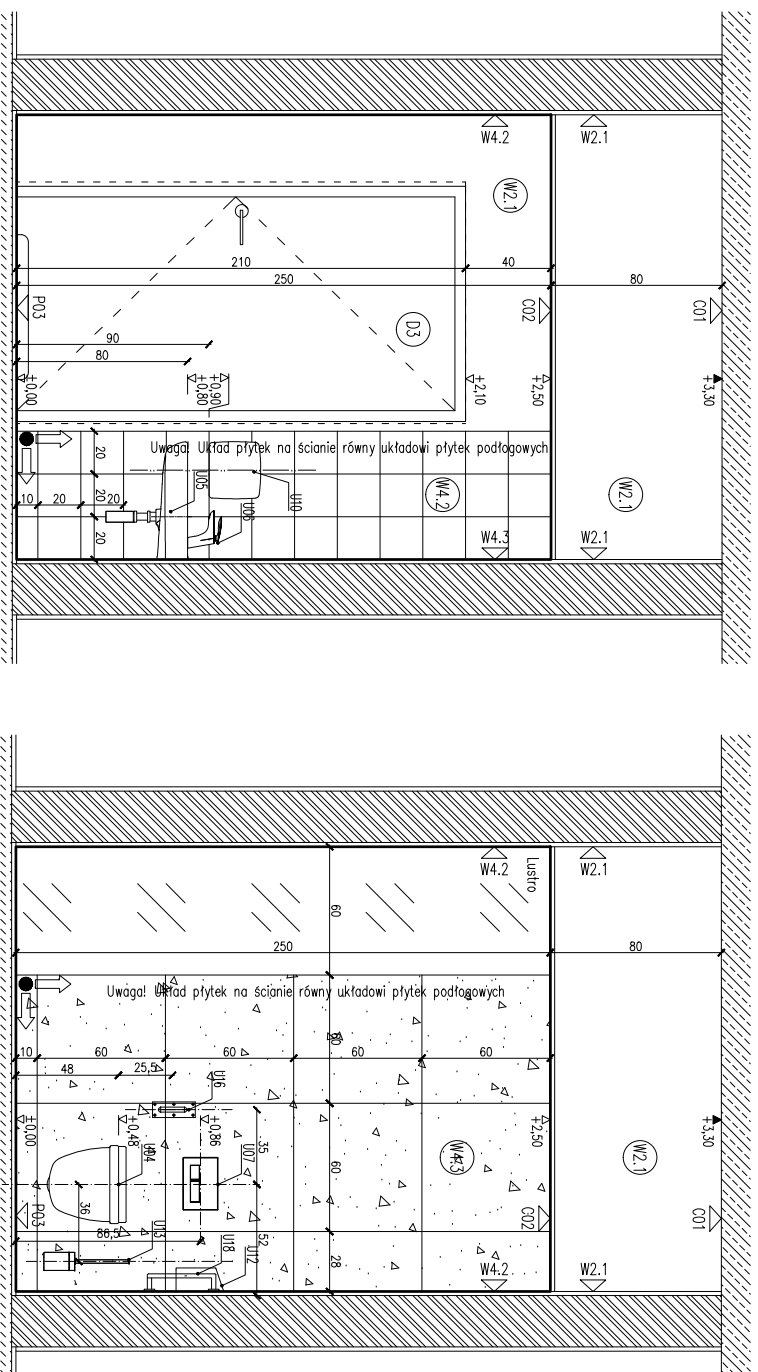 W4.2
W2.1
W2.1
210
40
250
80
P03
C02
C01
D3
90
80
±0,00
+0,80
+0,90
+2,10
+2,50
+3,30
Uwaga! Układ płytek na ścianie równy układowi płytek podłogowych
20
20
20
10
20
20
U05
U06
U10
W4.2
W2.1
W4.3
W2.1
W4.2
W2.1
Lustro
60
250
80
Uwaga! Układ płytek na ścianie równy układowi płytek podłogowych
60
10
60
60
60
60
48
25,5
U16
±0,00
+0,48
+0,86
+2,50
+3,30
U04
U07
35
60
W4.3
W2.1
36
P03
C02
C01
86,5
U13
U18
U12
52
28
W4.2
W2.1